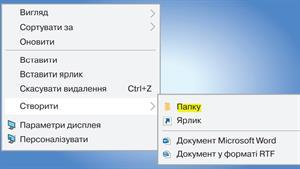 Вигляд
Сортувати за
Оновити
Вставити
Вставити ярлик
Скасувати видалення Ctrl+Z
Створити
Параметри дисплея
Персоналізувати
Папку
Ярлик
Документ Microsoft Word
Документ у форматі RTF